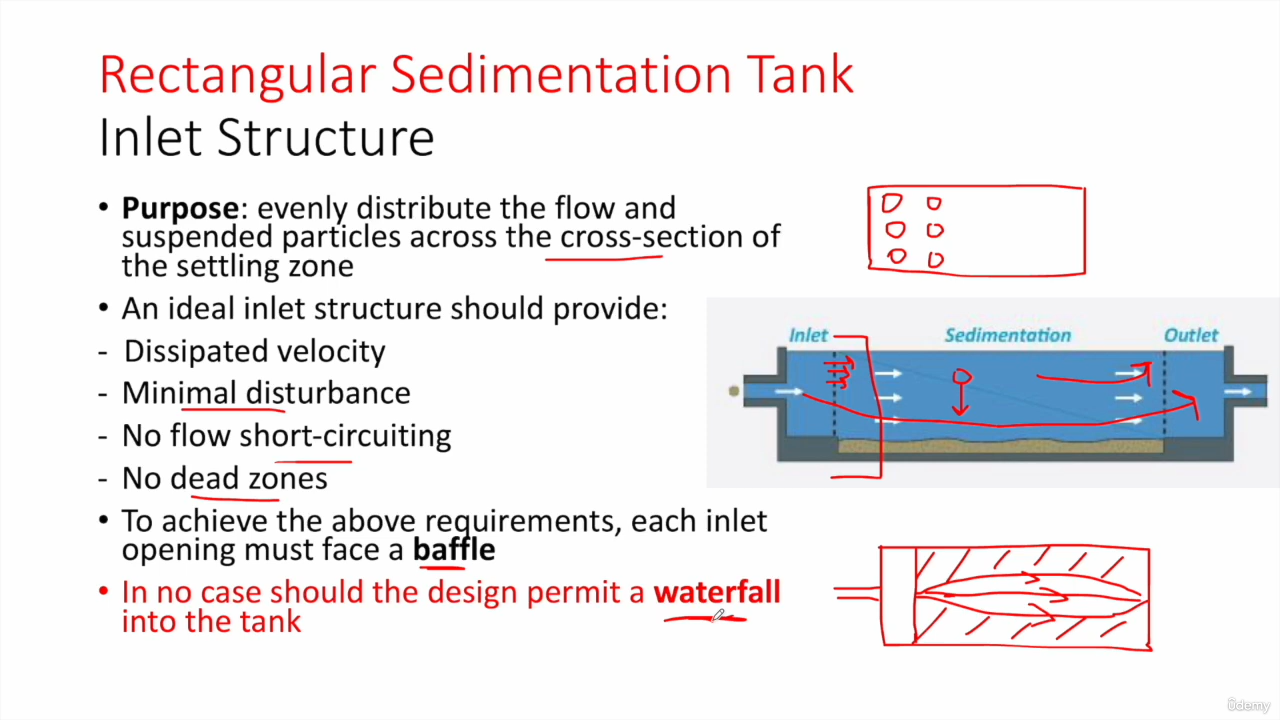 Rectangular Sedimentation Tank
Inlet Structure
• Purpose: evenly distribute the flow and
suspended particles across the cross-section of
the settling zone
• An ideal inlet structure should provide:
- Dissipated velocity
- Minimal disturbance
- No flow short-circuiting
- No dead zones
• To achieve the above requirements, each inlet
opening must face a baffle
• In no case should the design permit a waterfall
into the tank
Inlet
Sedimentation
Outlet
ûdemy